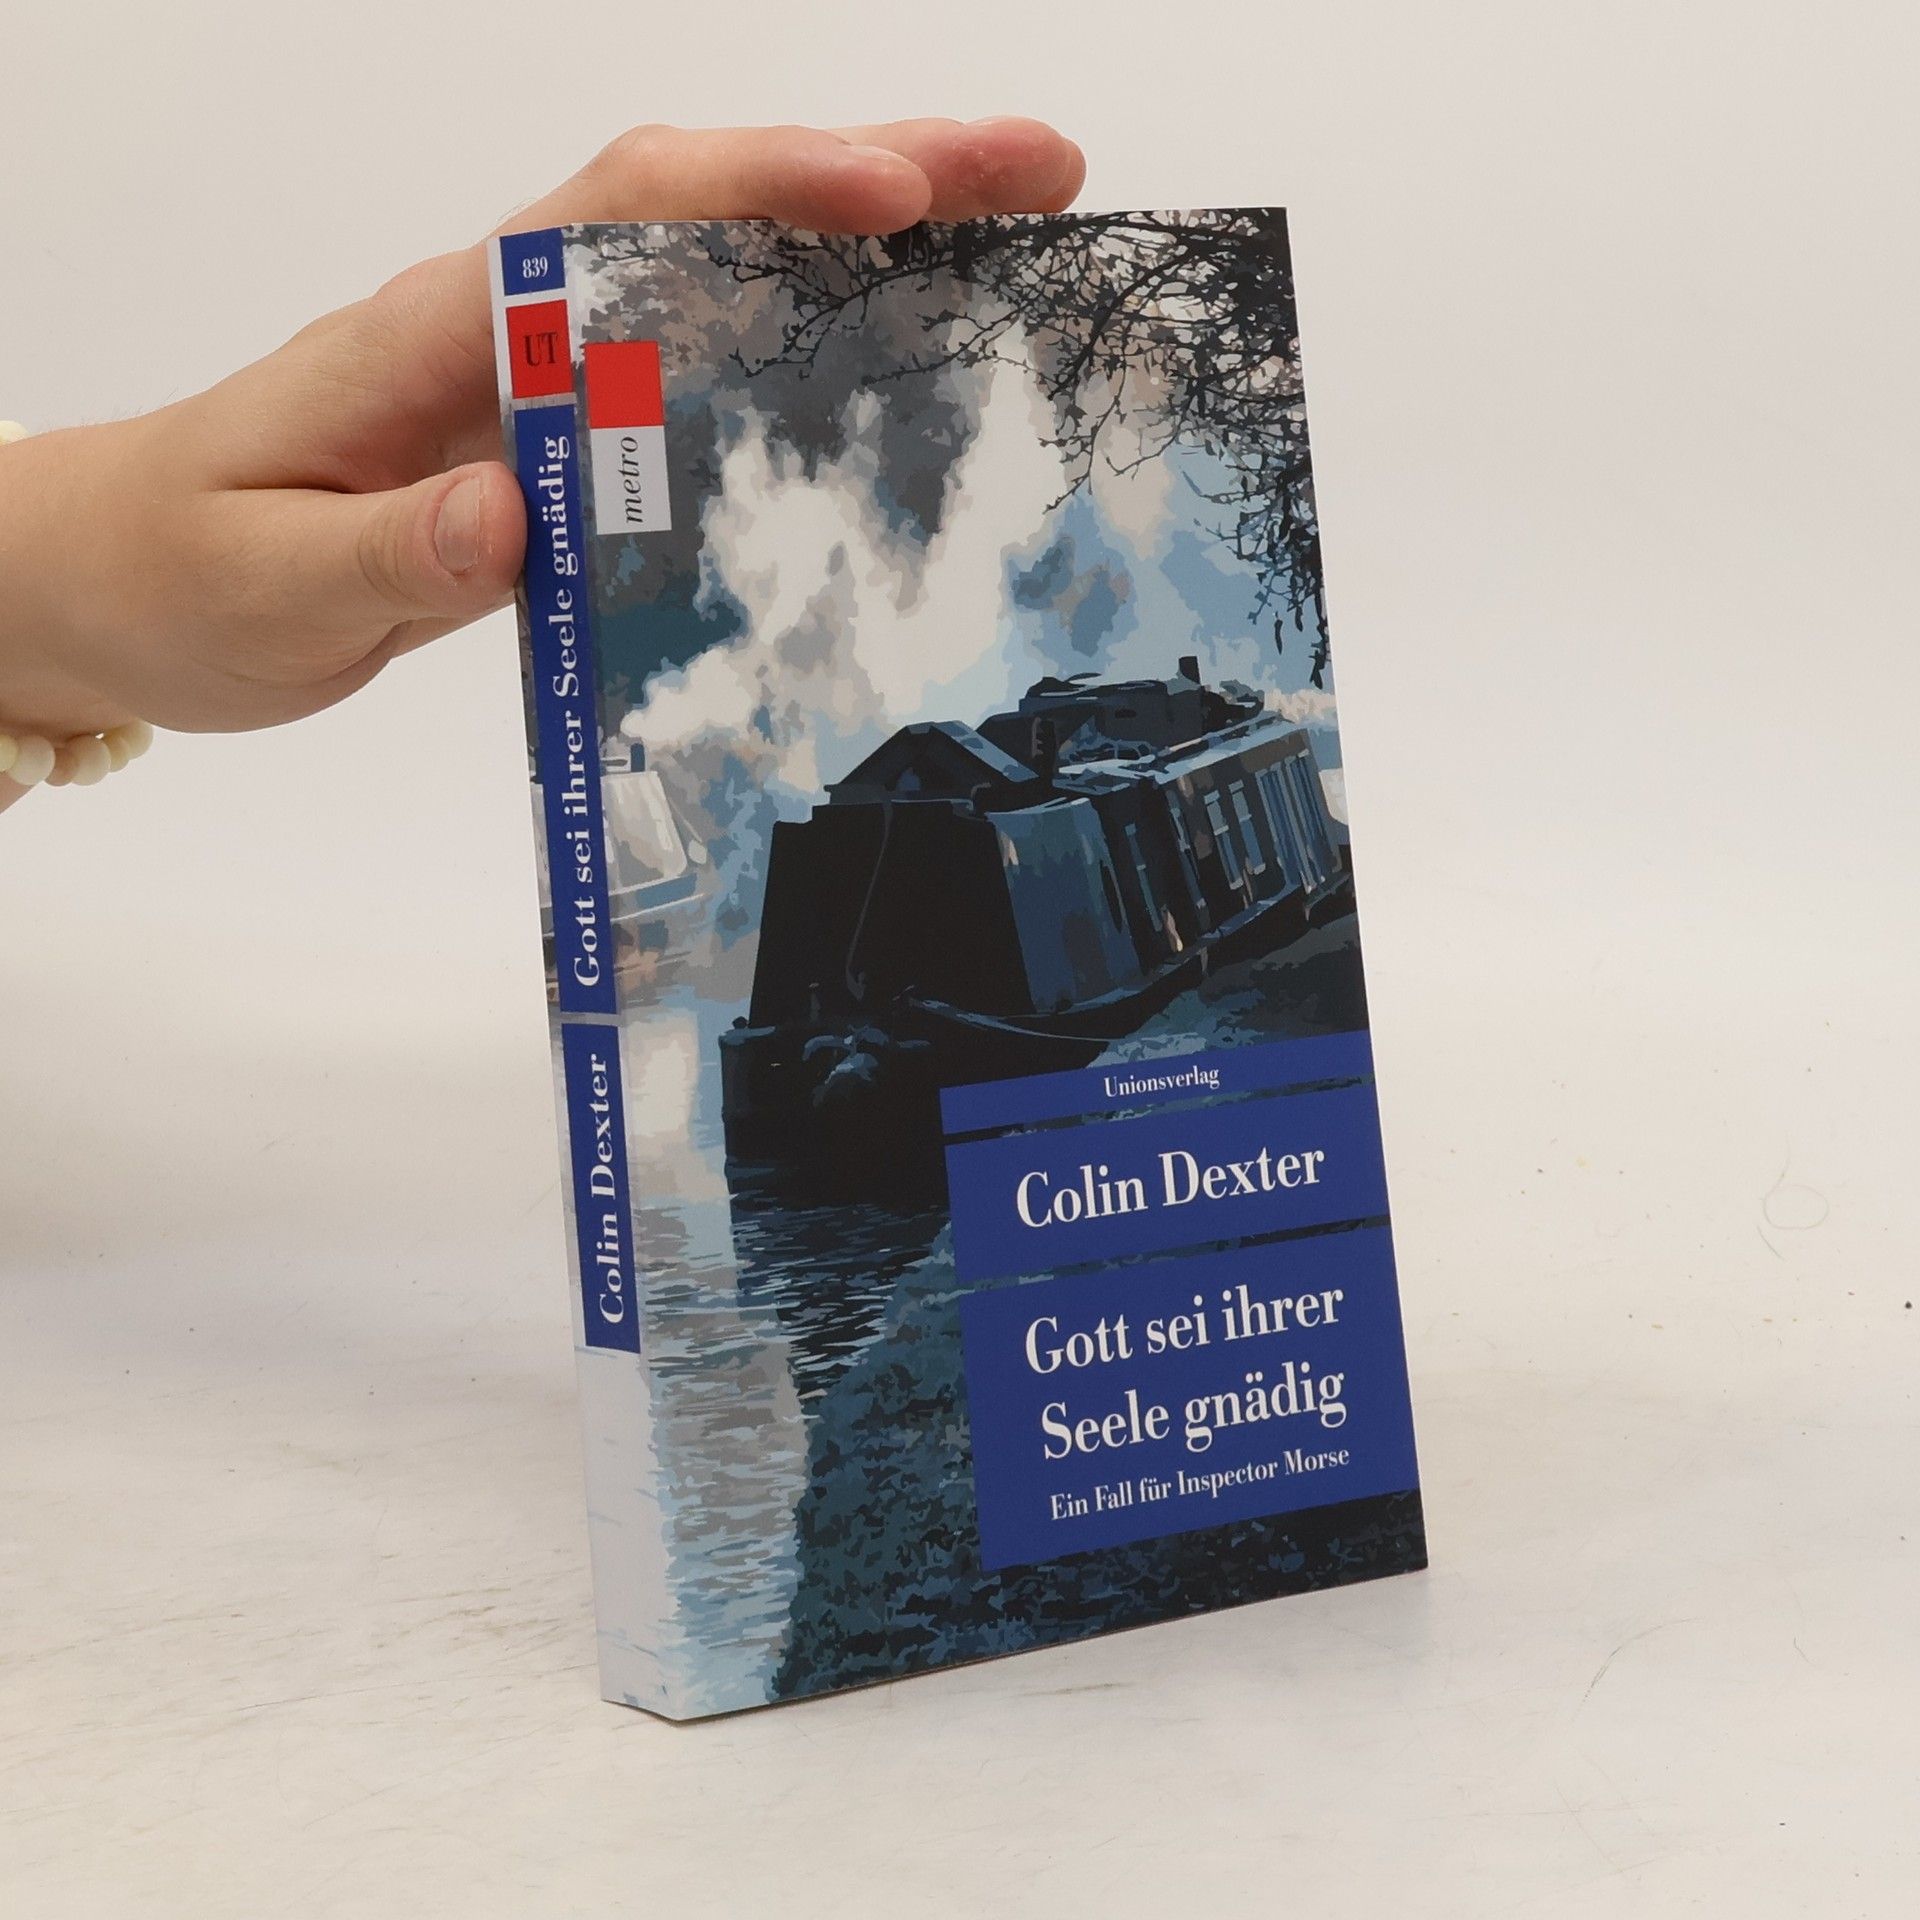 839
UT
Gott sei ihrer Seele gnädig
Colin Dexter
metro
Unionsverlag
Colin Dexter
Gott sei ihrer
Seele gnädig
Ein Fall für Inspector Morse